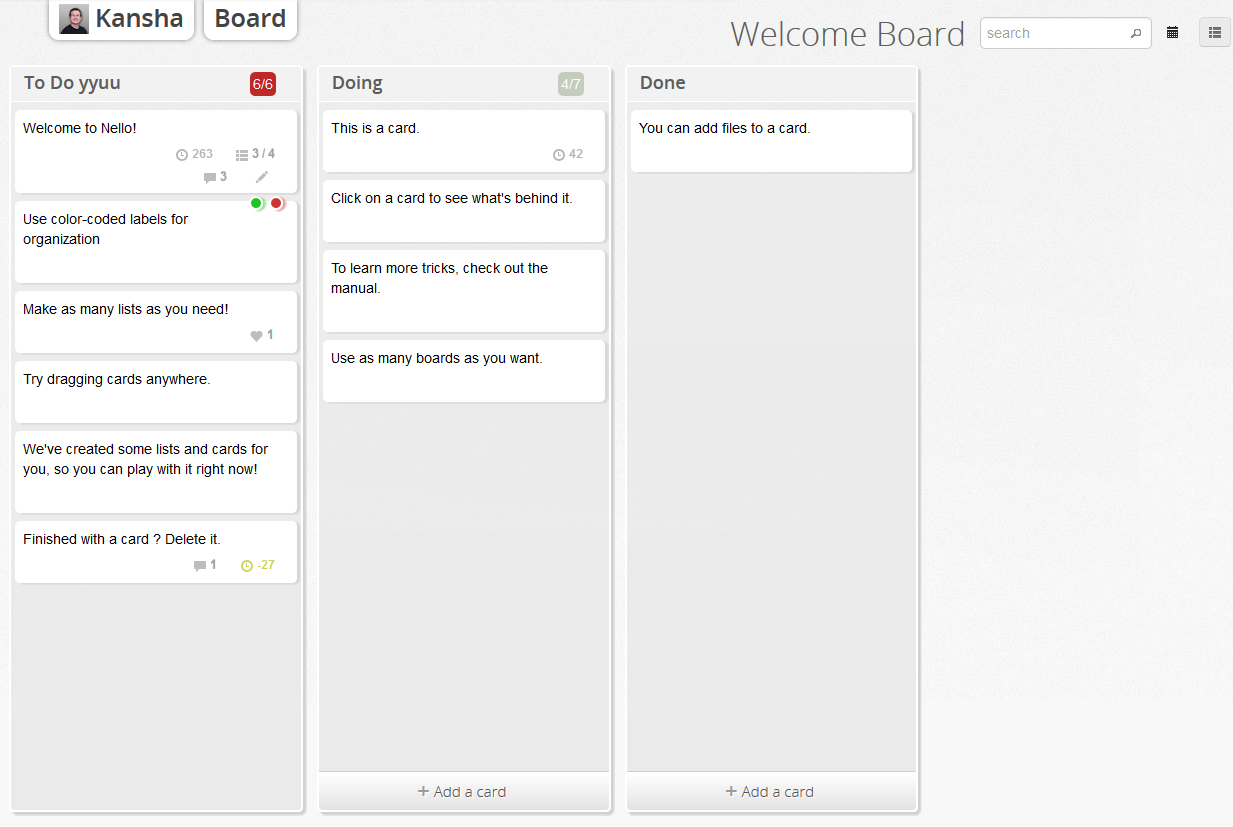 Kansha
Board
Welcome Board
search
To Do yyuu
6/6
Welcome to Nello!
263
3 / 4
3
Use color-coded labels for
organization
Make as many lists as you need!
1
Try dragging cards anywhere.
We've created some lists and cards for
you, so you can play with it right now!
Finished with a card ? Delete it.
1
-27
Doing
4/7
This is a card.
42
Click on a card to see what's behind it.
To learn more tricks, check out the
manual.
Use as many boards as you want.
+ Add a card
Done
You can add files to a card.
+ Add a card